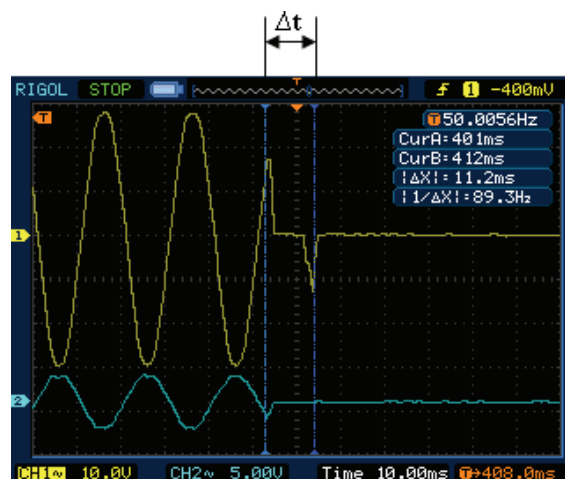 Δt
RIGOL STOP T f 1 -400mV
T
T 50.0056Hz
CurA=401ms
CurB=412ms
|ΔX|=11.2ms
|1/ΔX|=89.3Hz
1
2
CH1~ 10.0V CH2~ 5.00V Time 10.00ms T→408.0ms